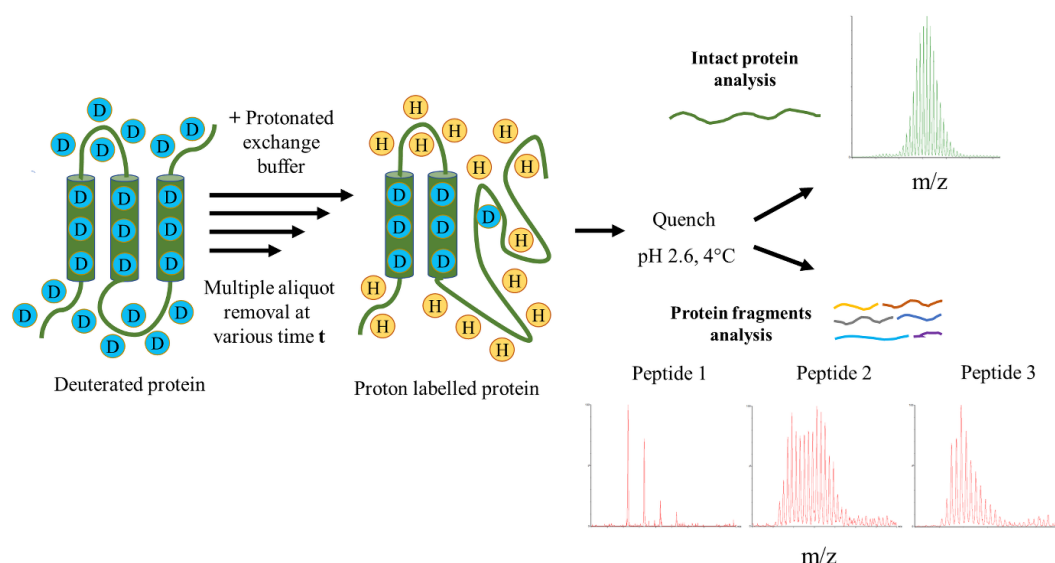 D D D D D D D D D
+ Protonated
exchange
buffer
D D D
D D D
D D D
D D D D D D D D
Multiple aliquot
removal at
various time t
Deuterated protein
H H H H H H H H H H
D D
D D D
D D H H
H H H H H H
Proton labelled protein
Quench
pH 2.6, 4°C
Intact protein
analysis
m/z
Protein fragments
analysis
Peptide 1
Peptide 2
Peptide 3
m/z